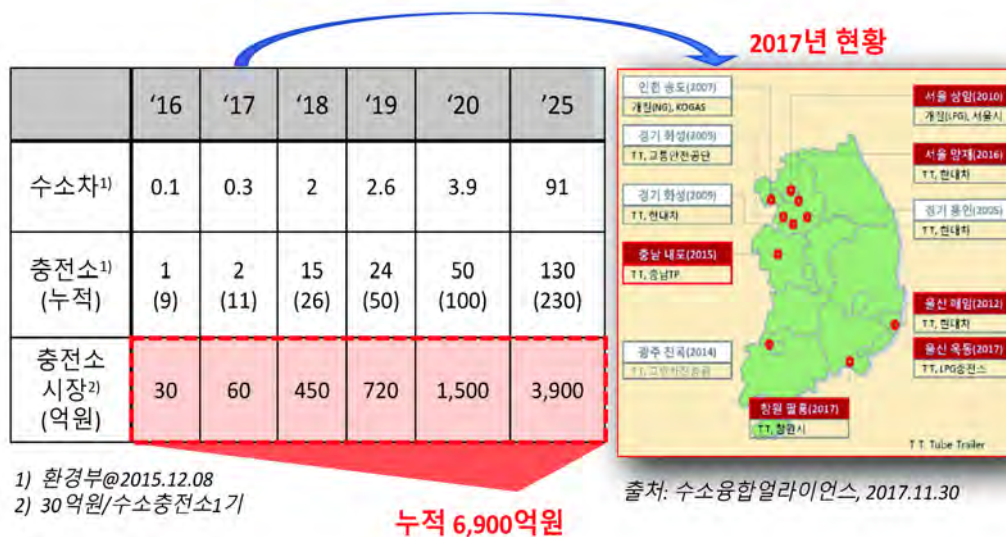 2017년 현황
'16 '17 '18 '19 '20 '25
수소차1) 0.1 0.3 2 2.6 3.9 91
충전소1) 1 2 15 24 50 130
(누적) (9) (11) (26) (50) (100) (230)
충전소
시장2) 30 60 450 720 1,500 3,900
(억원)
1) 환경부@2015.12.08
2) 30억원/수소충전소1기
누적 6,900억원
인천 송도(2007)
개질(NG), KOGAS
경기 화성(2009)
TT, 교통안전공단
경기 화성(2009)
TT, 현대차
충남 내포(2015)
TT, 충남TP
광주 진곡(2014)
서울 상암(2010)
개질(LPG), 서울시
서울 양재(2016)
TT, 현대차
경기 용인(2005)
TT, 현대차
울산 매암(2012)
TT, 현대차
울산 옥동(2017)
TT, LPG충전소
창원 팔룡(2017)
TT, 창원시
TT: Tube Trailer
출처: 수소융합얼라이언스, 2017.11.30